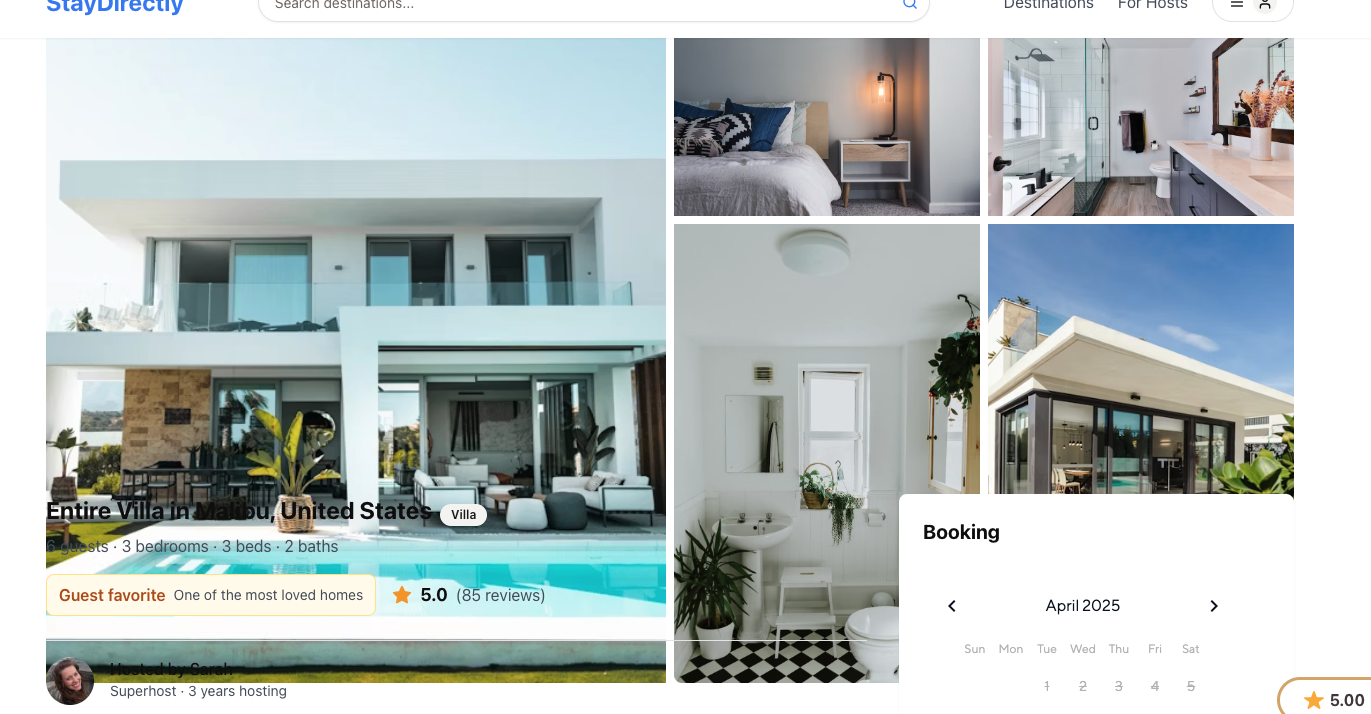 StayDirectly
Search destinations...
Destinations
For Hosts
Entire Villa in Malibu, United States
Villa
6 guests · 3 bedrooms · 3 beds · 2 baths
Guest favorite One of the most loved homes
5.0 (85 reviews)
Hosted by Sarah
Superhost · 3 years hosting
Booking
April 2025
Sun Mon Tue Wed Thu Fri Sat
1 2 3 4 5
5.00